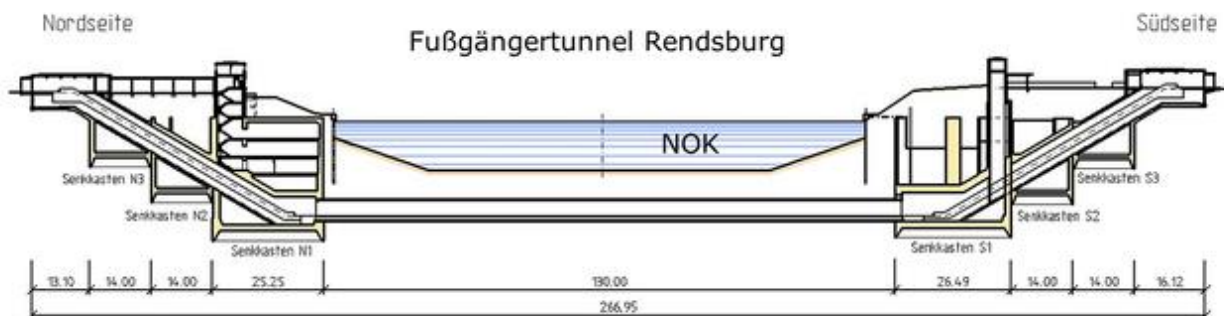 Nordseite
Südseite
Fußgängertunnel Rendsburg
NOK
Senkkasten N3
Senkkasten S3
Senkkasten N2
Senkkasten S2
Senkkasten N1
Senkkasten S1
13.10 14.00 14.00 25.25 130.00 26.49 14.00 14.00 16.12
266.95